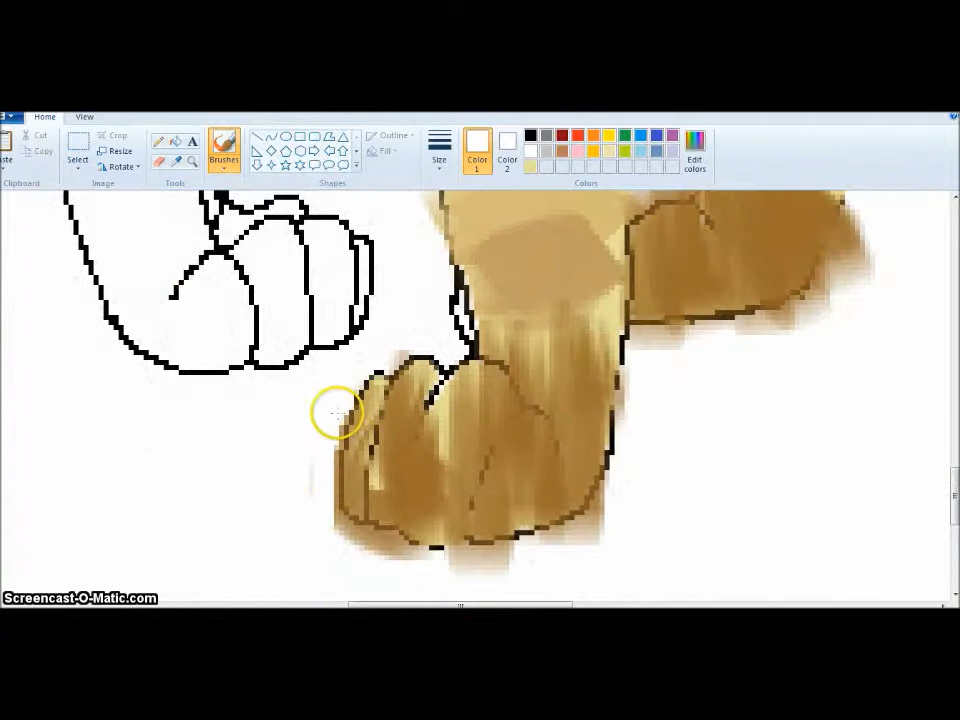 Home View
Cut
Copy
Select
Crop
Resize
Rotate
A
Brushes
Outline
Fill
Size
Color 1
Color 2
Edit colors
Image
Tools
Shapes
Colors
SCREENCAST-O-MATIC.COM